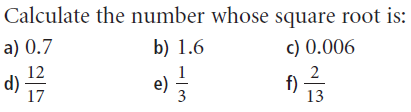 Calculate the number whose square root is:
a) 0.7 b) 1.6 c) 0.006
d) 12/17 e) 1/3 f) 2/13